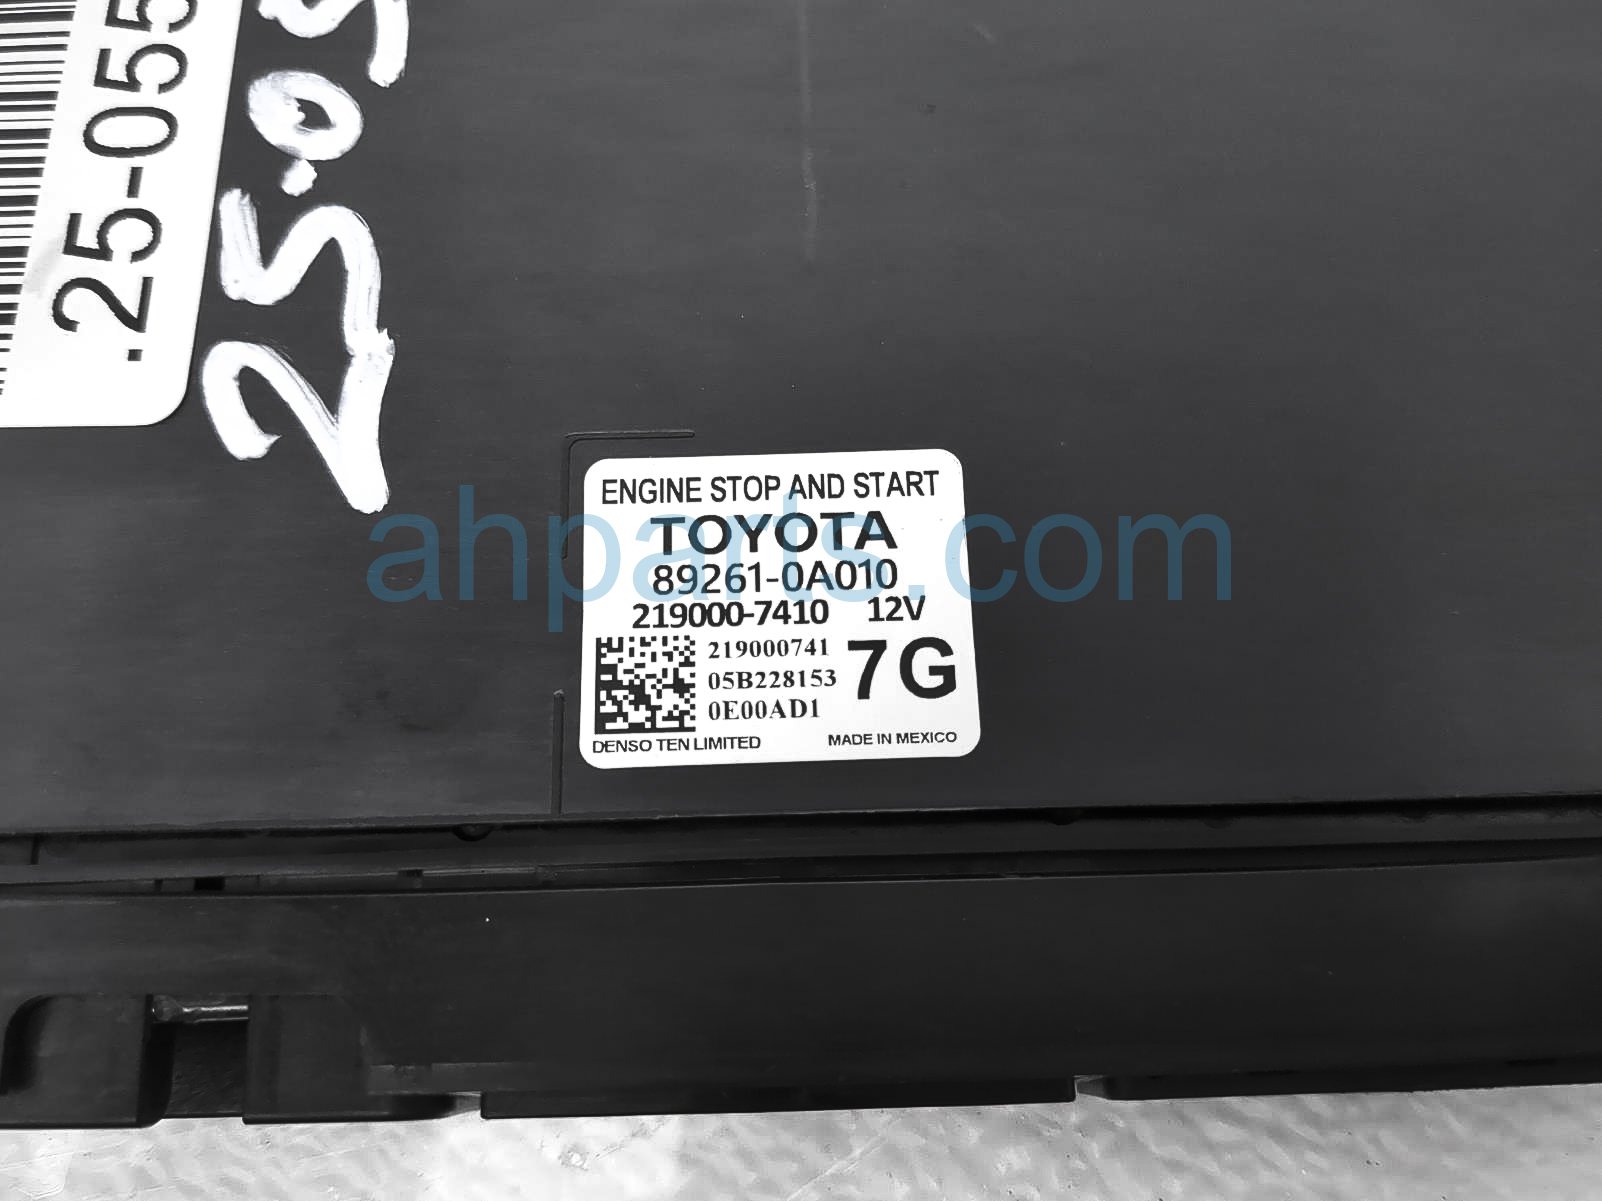 .25-055
25-05
ENGINE STOP AND START
TOYOTA
89261-0A010
219000-7410 12V
219000741
05B228153
0E00AD1
7G
DENSO TEN LIMITED
MADE IN MEXICO
ahparts.com